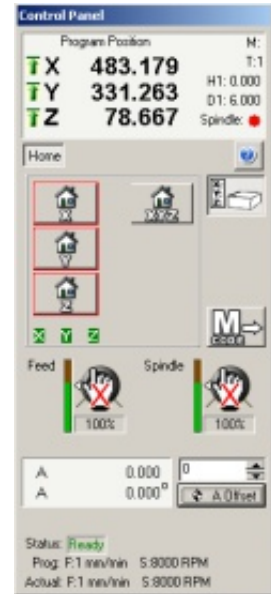 Control Panel
Program Position M:
X 483.179 T:1
Y 331.263 H1: 0.000
D1: 6.000
Z 78.667 Spindle:
Home
X XYZ
Y
Z
X Y Z
M
CODE
Feed Spindle
100% 100%
A 0.000 0
A 0.000° A Offset
Status: Ready
Prog: F:1 mm/min S:8000 RPM
Actual: F:1 mm/min S:8000 RPM